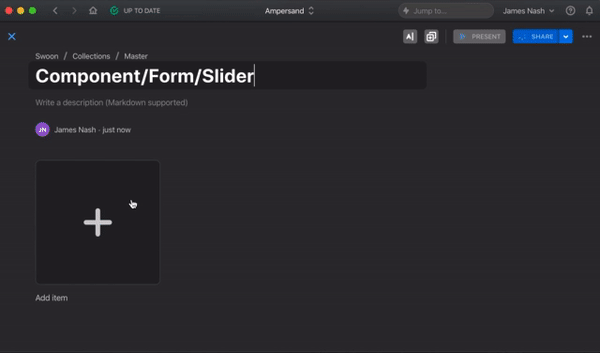 UP TO DATE
Ampersand
Jump to...
James Nash
A
PRESENT
SHARE
Swoon / Collections / Master
Component/Form/Slider
Write a description (Markdown supported)
JN
James Nash - just now
Add item